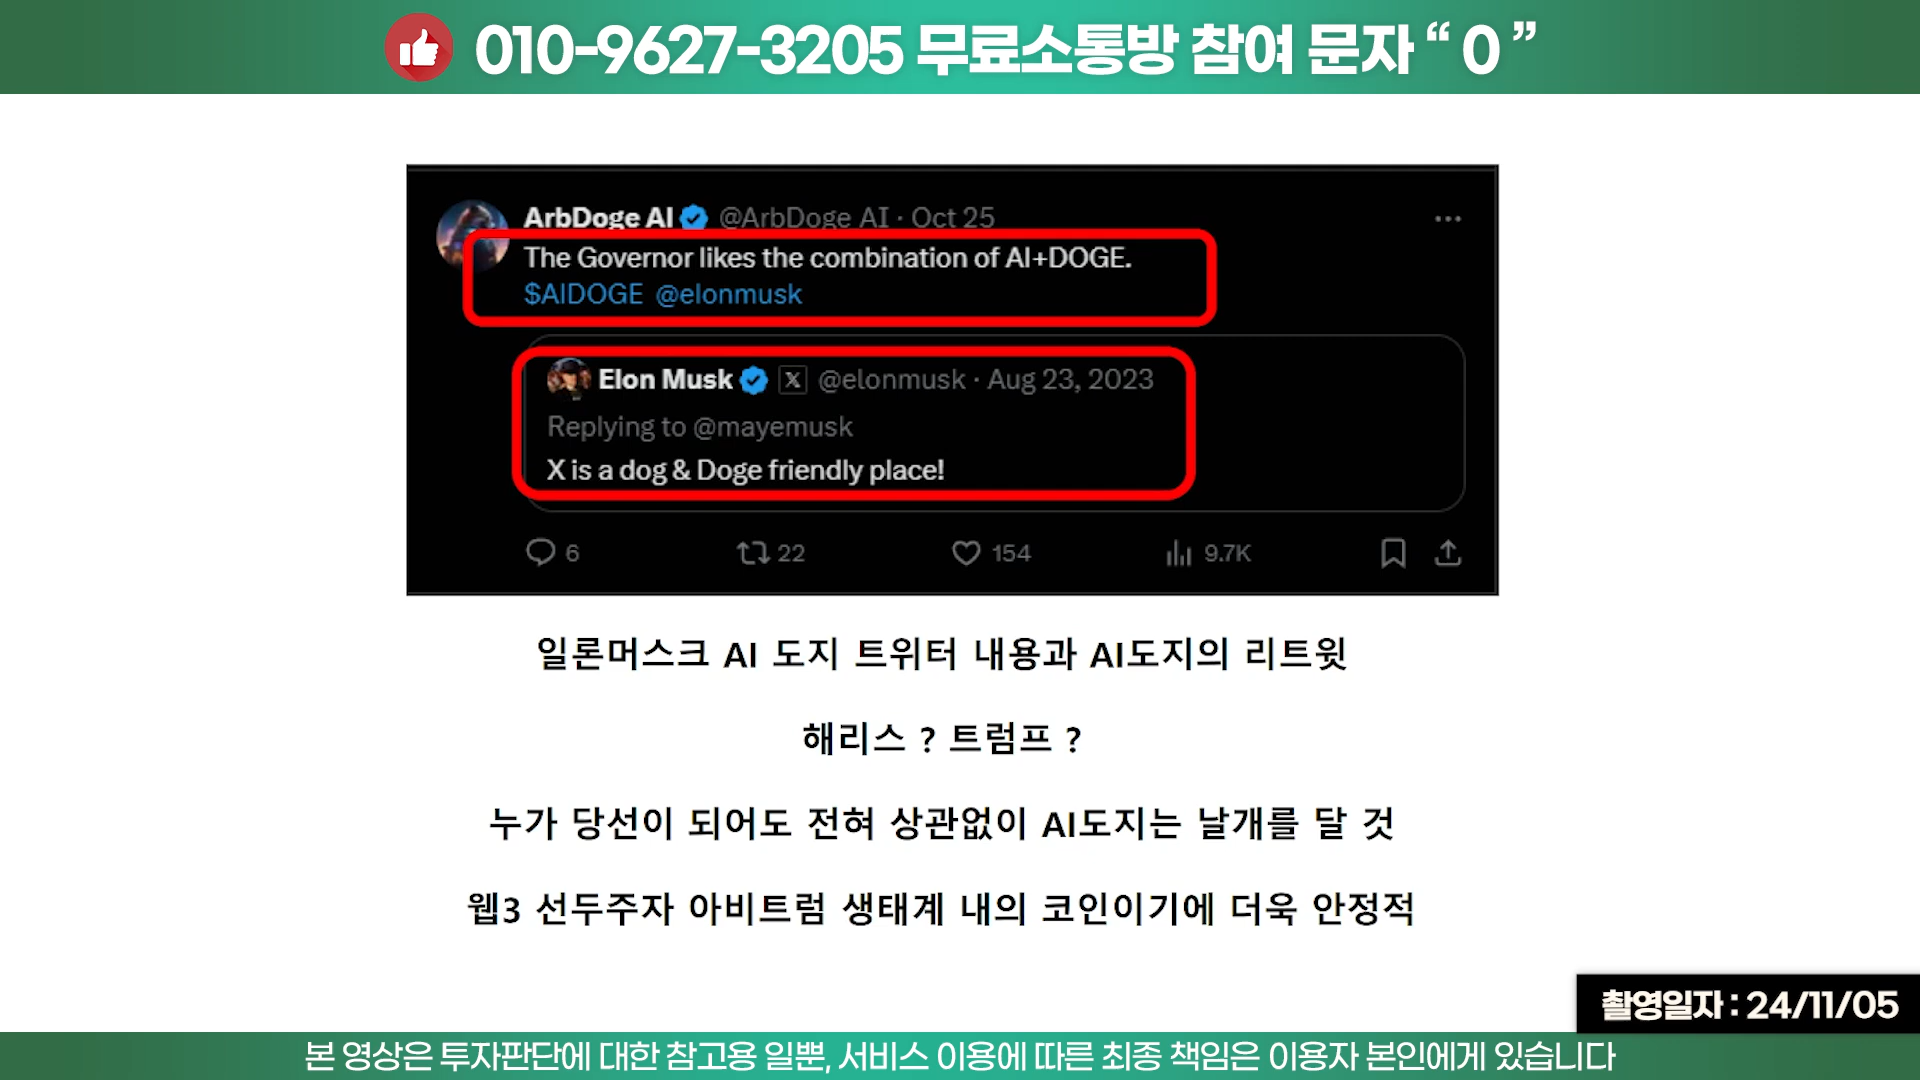 010-9627-3205 무료소통방 참여 문자 “ 0 ”
ArbDoge AI @ArbDoge AI · Oct 25
The Governor likes the combination of AI+DOGE.
$AIDOGE @elonmusk
Elon Musk X @elonmusk · Aug 23, 2023
Replying to @mayemusk
X is a dog & Doge friendly place!
6 22 154 9.7K
일론머스크 AI 도지 트위터 내용과 AI도지의 리트윗
해리스 ? 트럼프 ?
누가 당선이 되어도 전혀 상관없이 AI도지는 날개를 달 것
웹3 선두주자 아비트럼 생태계 내의 코인이기에 더욱 안정적
촬영일자 : 24/11/05
본 영상은 투자판단에 대한 참고용 일뿐, 서비스 이용에 따른 최종 책임은 이용자 본인에게 있습니다